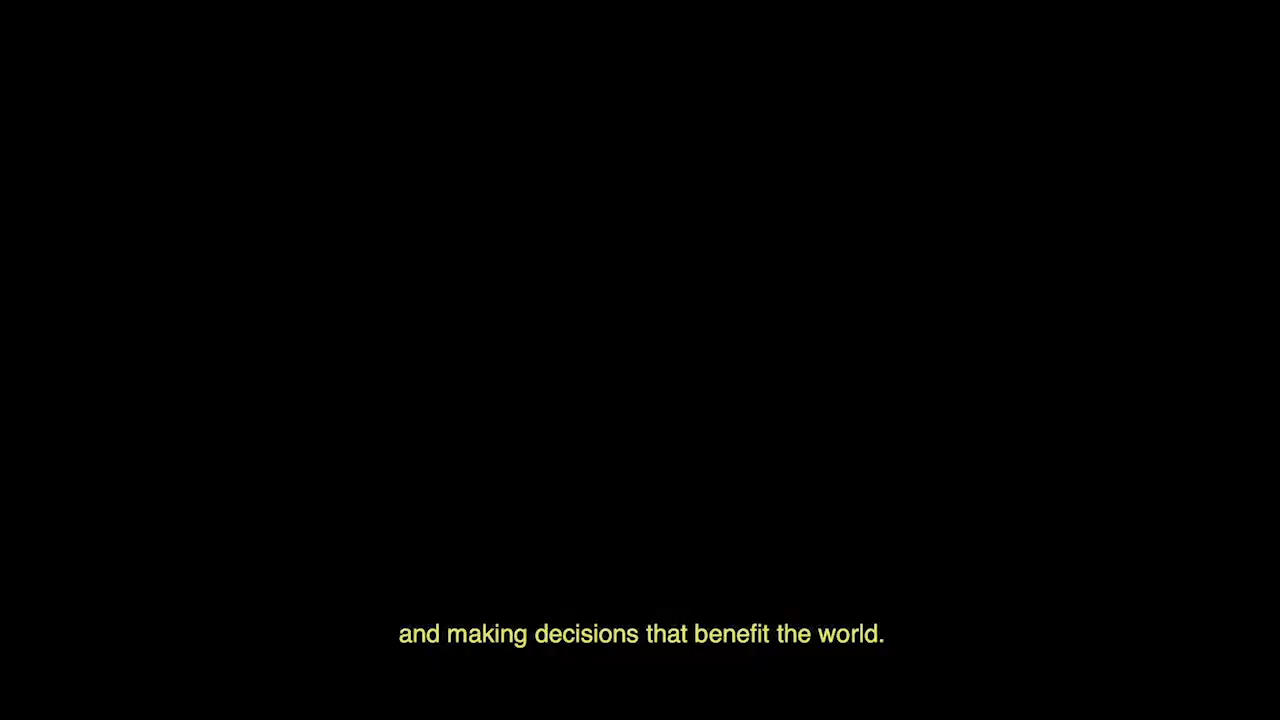 and making decisions that benefit the world.